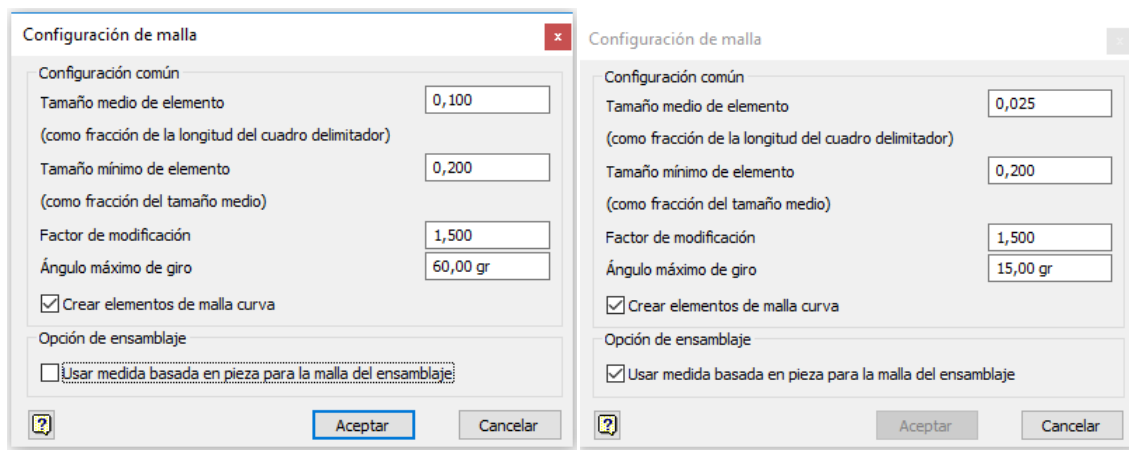 Configuración de malla
x
Configuración común
Tamaño medio de elemento 0,100
(como fracción de la longitud del cuadro delimitador)
Tamaño mínimo de elemento 0,200
(como fracción del tamaño medio)
Factor de modificación 1,500
Ángulo máximo de giro 60,00 gr
Crear elementos de malla curva
Opción de ensamblaje
Usar medida basada en pieza para la malla del ensamblaje
? Aceptar Cancelar
Configuración de malla
x
Configuración común
Tamaño medio de elemento 0,025
(como fracción de la longitud del cuadro delimitador)
Tamaño mínimo de elemento 0,200
(como fracción del tamaño medio)
Factor de modificación 1,500
Ángulo máximo de giro 15,00 gr
Crear elementos de malla curva
Opción de ensamblaje
Usar medida basada en pieza para la malla del ensamblaje
? Aceptar Cancelar